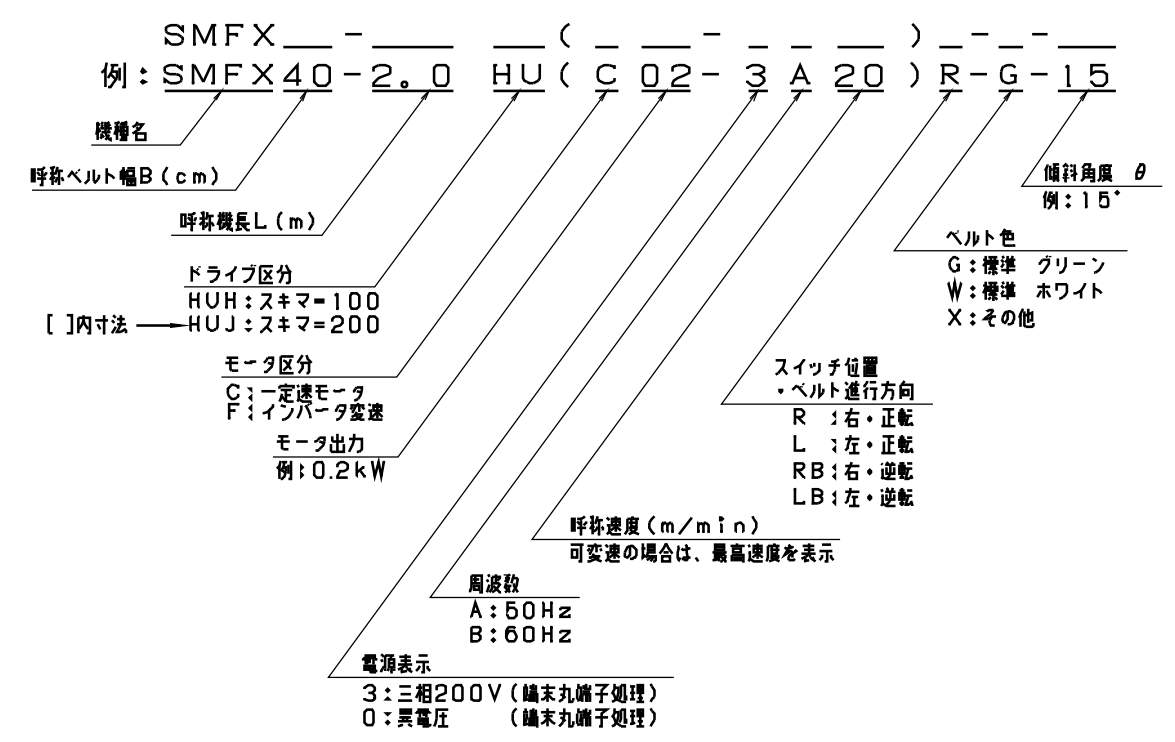 SMFX__-___ __(_ __-_ _ __)_-_-__
例:SMFX40-2.0 HU(C02-3A20)R-G-15
機種名
呼称ベルト幅B(cm)
呼称機長L(m)
ドライブ区分
HUH:スキマ=100
[ ]内寸法 HUJ:スキマ=200
モータ区分
C:一定速モータ
F:インバータ変速
モータ出力
例:0.2kW
傾斜角度 θ
例:15°
ベルト色
G:標準 グリーン
W:標準 ホワイト
X:その他
スイッチ位置
・ベルト進行方向
R :右・正転
L :左・正転
RB:右・逆転
LB:左・逆転
呼称速度(m/min)
可変速の場合は、最高速度を表示
周波数
A:50Hz
B:60Hz
電源表示
3:三相200V(端末丸端子処理)
0:異電圧 (端末丸端子処理)